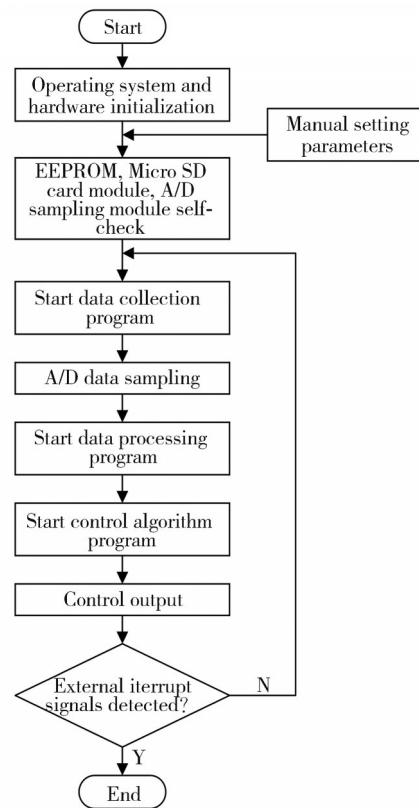 Start
Operating system and
hardware initialization
Manual setting
parameters
EEPROM, Micro SD
card module, A/D
sampling module self-
check
Start data collection
program
A/D data sampling
Start data processing
program
Start control algorithm
program
Control output
External iterrupt
signals detected?
N
Y
End